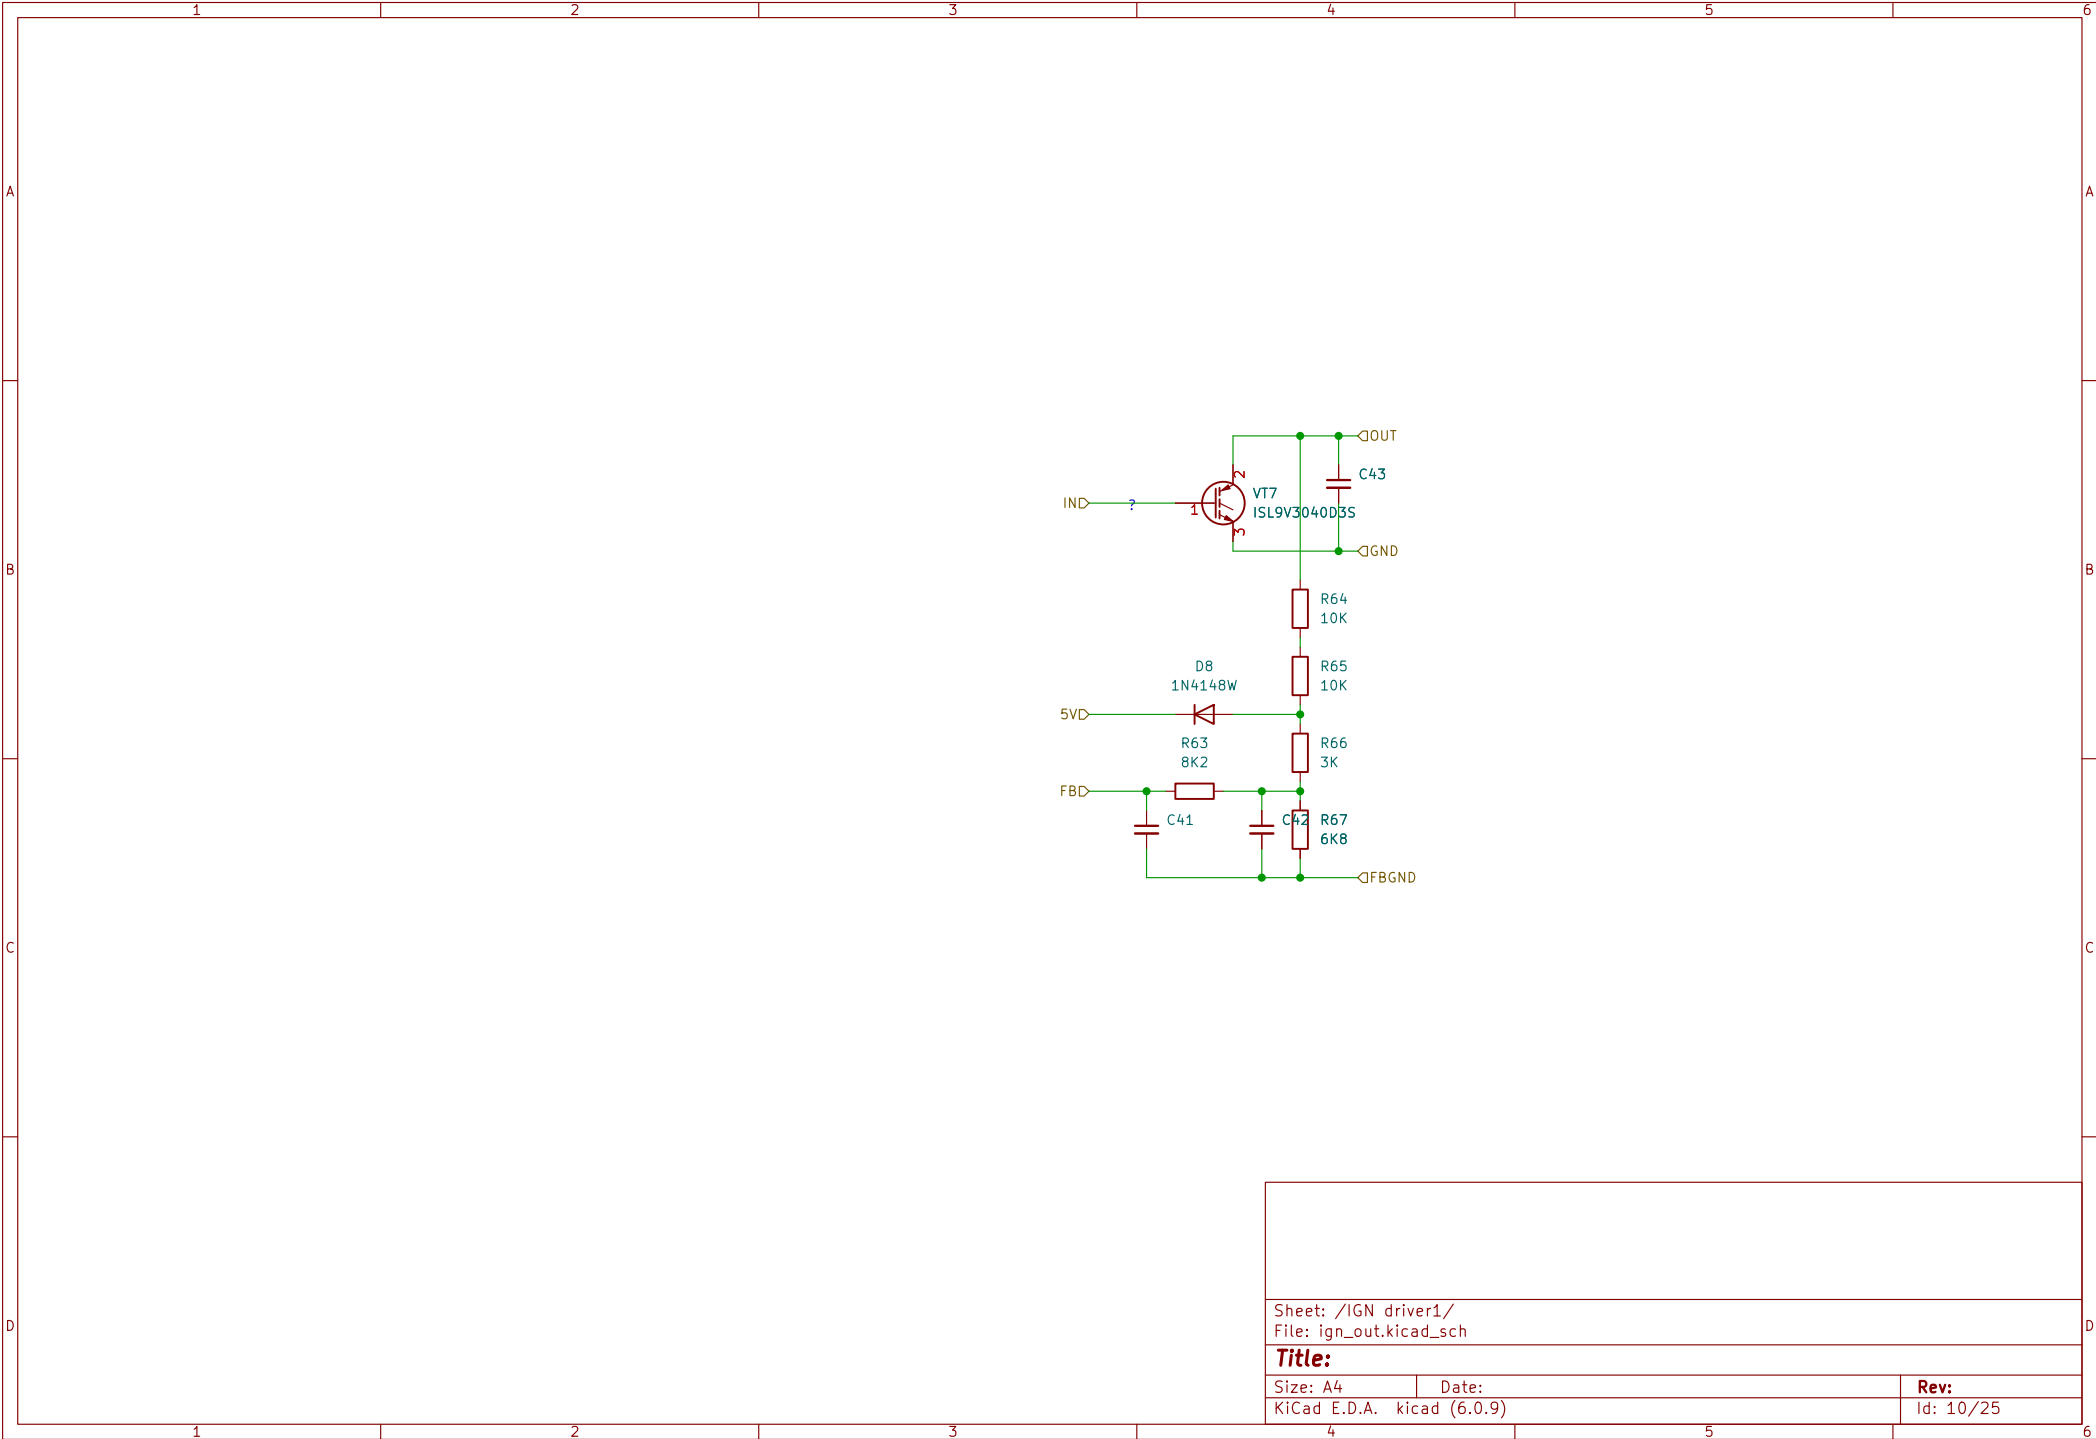 1 2 3 4 5 6
A A
OUT
2
C43
VT7
IN ? 1 ISL9V3040D3S
3
GND
B B
R64
10K
D8 R65
1N4148W 10K
5V
R63 R66
8K2 3K
FB
C41 C42 R67
6K8
FBGND
C C
Sheet: /IGN driver1/
File: ign_out.kicad_sch
D D
Title:
Size: A4 Date: Rev:
KiCad E.D.A. kicad (6.0.9) Id: 10/25
1 2 3 4 5 6